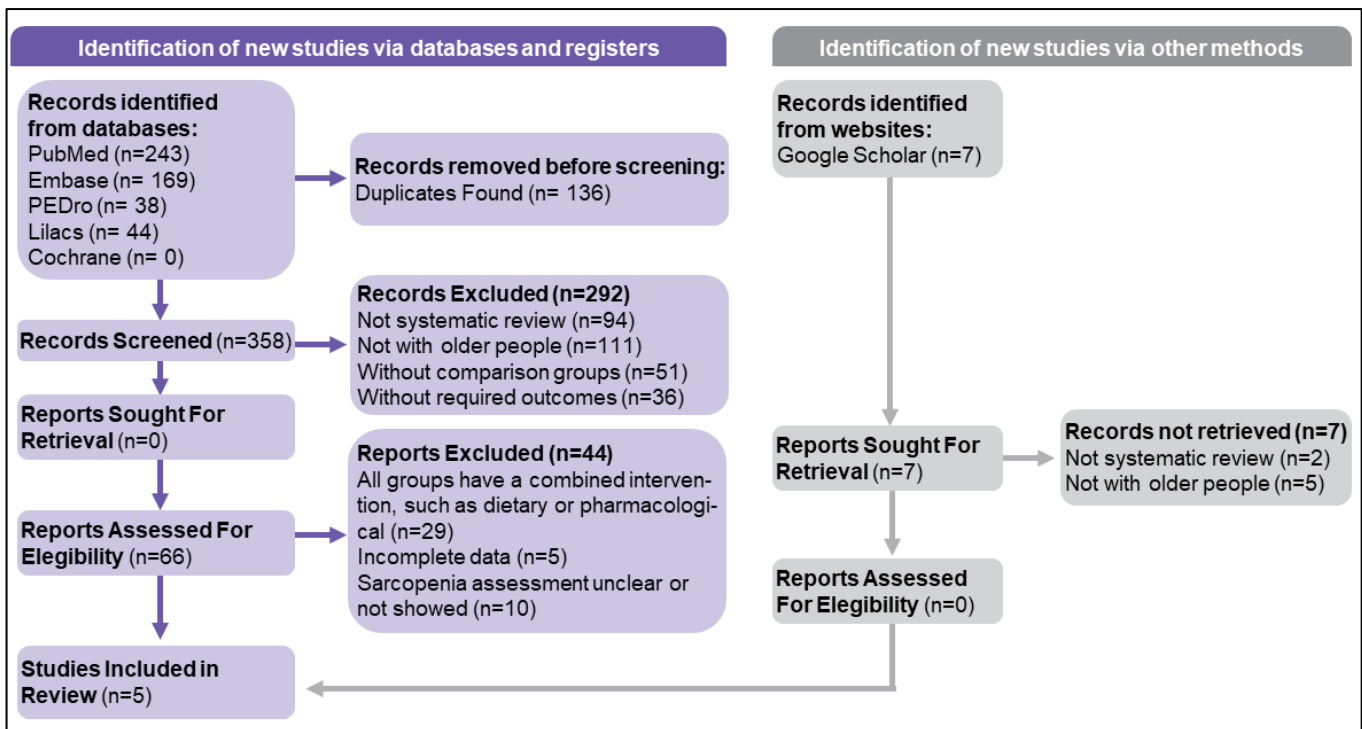 Identification of new studies via databases and registers
Records identified
from databases:
PubMed (n=243)
Embase (n= 169)
PEDro (n= 38)
Lilacs (n= 44)
Cochrane (n= 0)
Records removed before screening:
Duplicates Found (n= 136)
Records Screened (n=358)
Records Excluded (n=292)
Not systematic review (n=94)
Not with older people (n=111)
Without comparison groups (n=51)
Without required outcomes (n=36)
Reports Sought For
Retrieval (n=0)
Reports Assessed For
Elegibility (n=66)
Reports Excluded (n=44)
All groups have a combined interven-
tion, such as dietary or pharmacologi-
cal (n=29)
Incomplete data (n=5)
Sarcopenia assessment unclear or
not showed (n=10)
Studies Included in
Review (n=5)
Identification of new studies via other methods
Records identified
from websites:
Google Scholar (n=7)
Reports Sought For
Retrieval (n=7)
Records not retrieved (n=7)
Not systematic review (n=2)
Not with older people (n=5)
Reports Assessed
For Elegibility (n=0)